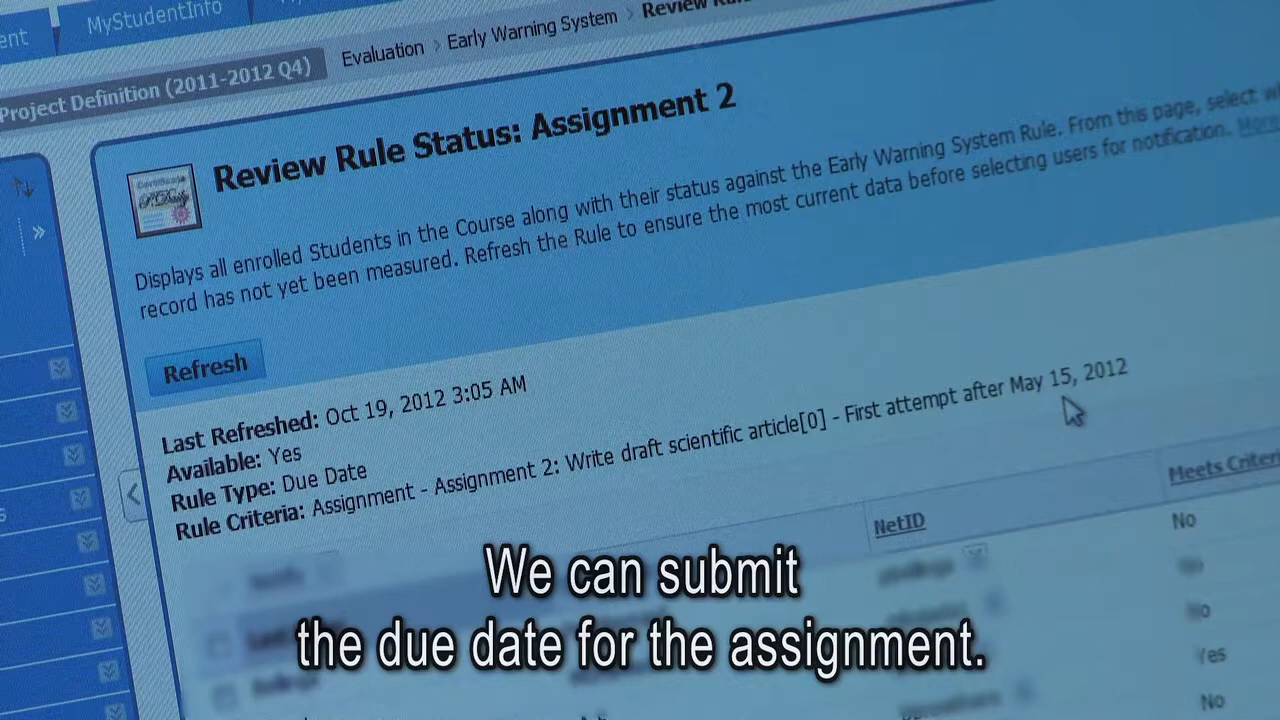 MyStudentInfo
Project Definition (2011-2012 Q4)
Evaluation > Early Warning System > Review
Review Rule Status: Assignment 2
Displays all enrolled Students in the Course along with their status against the Early Warning System Rule. From this page, select
record has not yet been measured. Refresh the Rule to ensure the most current data before selecting users for notification. More
Refresh
Last Refreshed: Oct 19, 2012 3:05 AM
Available: Yes
Rule Type: Due Date
Rule Criteria: Assignment - Assignment 2: Write draft scientific article[0] - First attempt after May 15, 2012
NetID
Meets Criteri
No
No
Yes
No
We can submit
the due date for the assignment.